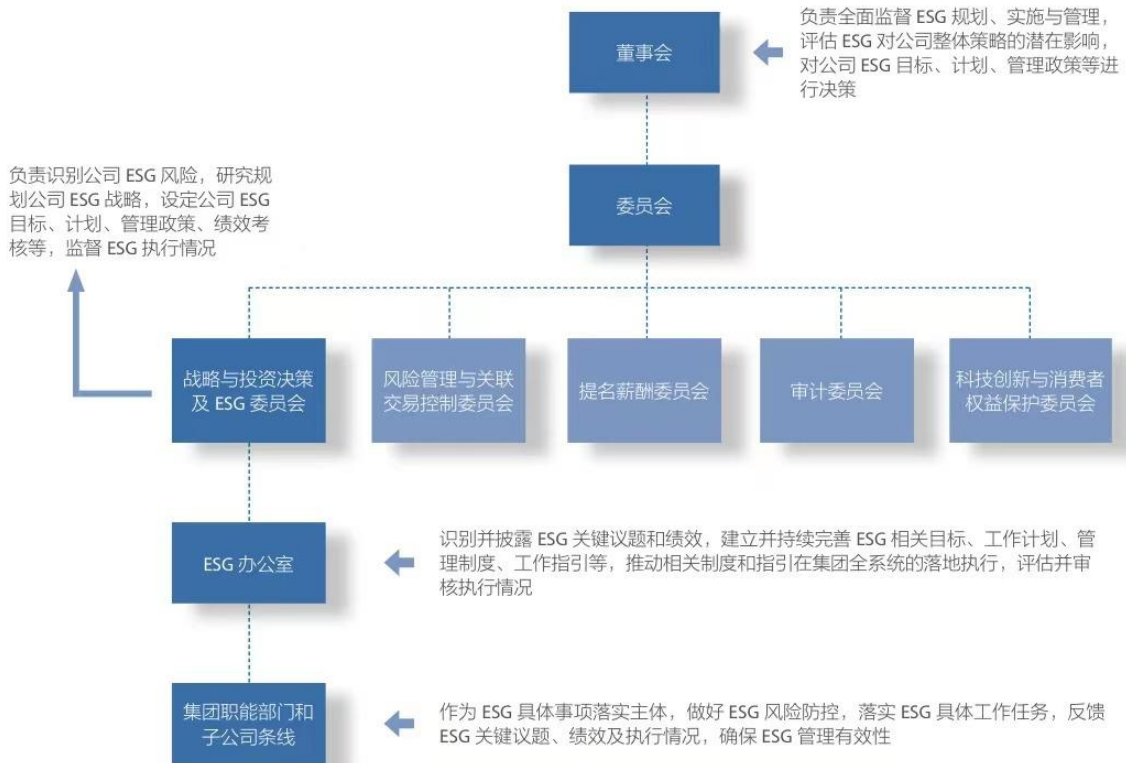 董事会
负责全面监督 ESG 规划、实施与管理，
评估 ESG 对公司整体策略的潜在影响，
对公司 ESG 目标、计划、管理政策等进
行决策
负责识别公司 ESG 风险，研究规
划公司 ESG 战略，设定公司 ESG
目标、计划、管理政策、绩效考
核等，监督 ESG 执行情况
委员会
战略与投资决策
及 ESG 委员会
风险管理与关联
交易控制委员会
提名薪酬委员会
审计委员会
科技创新与消费者
权益保护委员会
ESG 办公室
识别并披露 ESG 关键议题和绩效，建立并持续完善 ESG 相关目标、工作计划、管
理制度、工作指引等，推动相关制度和指引在集团全系统的落地执行，评估并审
核执行情况
集团职能部门和
子公司条线
作为 ESG 具体事项落实主体，做好 ESG 风险防控，落实 ESG 具体工作任务，反馈
ESG 关键议题、绩效及执行情况，确保 ESG 管理有效性